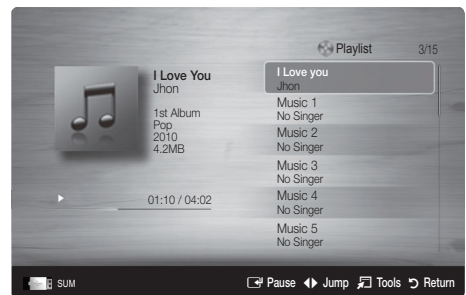 Playlist 3/15
I Love You
Jhon
1st Album
Pop
2010
4.2MB
01:10 / 04:02
I Love you
Jhon
Music 1
No Singer
Music 2
No Singer
Music 3
No Singer
Music 4
No Singer
Music 5
No Singer
SUM Pause Jump Tools Return